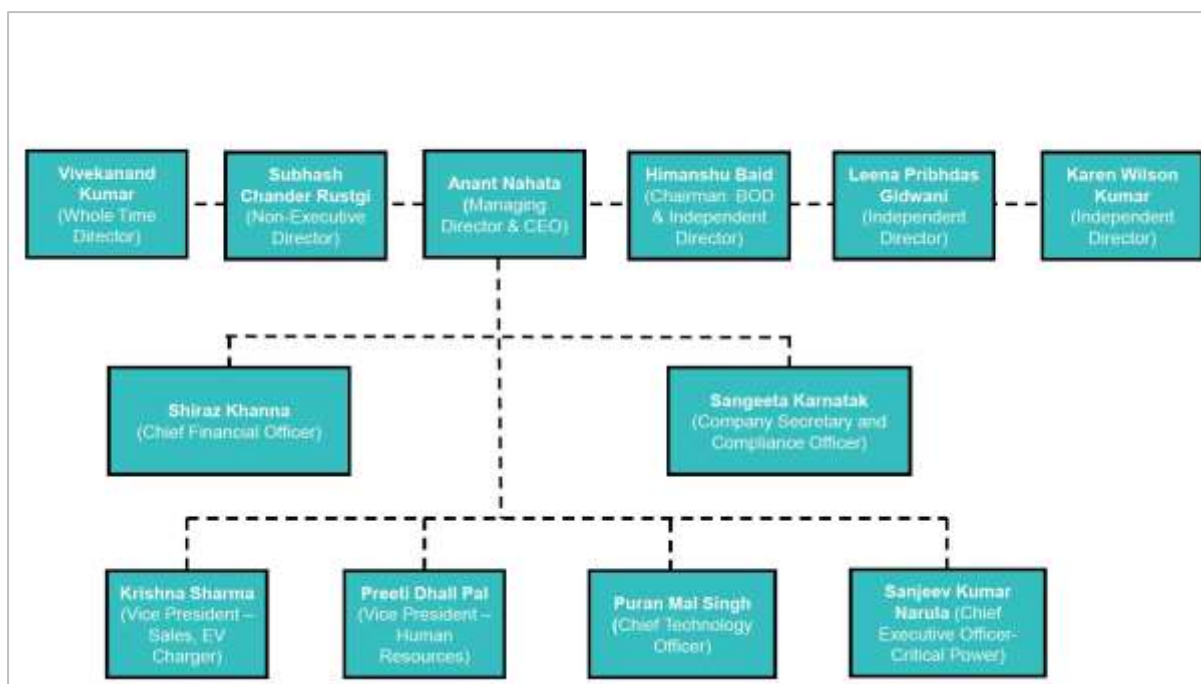 Vivekanand
Kumar
(Whole Time
Director)
Subhash
Chander Rustgi
(Non-Executive
Director)
Anant Nahata
(Managing
Director & CEO)
Himanshu Baid
(Chairman BOD
& Independent
Director)
Leena Pribhdas
Gidwani
(Independent
Director)
Karen Wilson
Kumar
(Independent
Director)
Shiraz Khanna
(Chief Financial Officer)
Sangeeta Karnatak
(Company Secretary and
Compliance Officer)
Krishna Sharma
(Vice President –
Sales, EV
Charger)
Preeti Dhall Pal
(Vice President –
Human
Resources)
Puran Mal Singh
(Chief Technology
Officer)
Sanjeev Kumar
Narula (Chief
Executive Officer-
Critical Power)